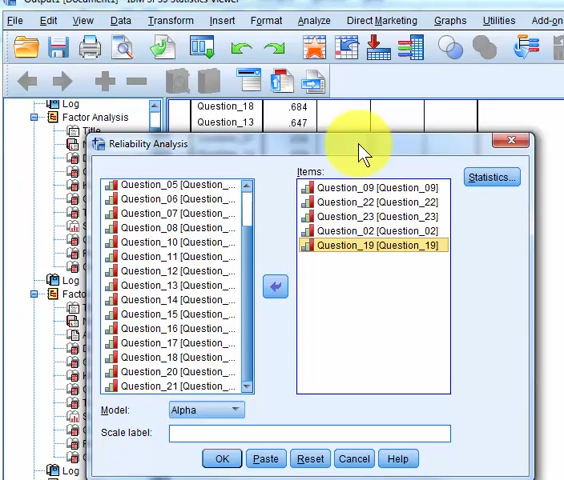 Output1 [Document1] - IBM SPSS Statistics Viewer
File Edit View Data Transform Insert Format Analyze Direct Marketing Graphs Utilities Add-on
Log
Factor Analysis
Title
Question_18 .684
Question_13 .647
Reliability Analysis
Items:
Statistics...
Question_05 [Question_...
Question_06 [Question_...
Question_07 [Question_...
Question_08 [Question_...
Question_10 [Question_...
Question_11 [Question_...
Question_12 [Question_...
Question_13 [Question_...
Question_14 [Question_...
Question_15 [Question_...
Question_16 [Question_...
Question_17 [Question_...
Question_18 [Question_...
Question_20 [Question_...
Question_21 [Question_...
Question_09 [Question_09]
Question_22 [Question_22]
Question_23 [Question_23]
Question_02 [Question_02]
Question_19 [Question_19]
Log
Facto
Model: Alpha
Scale label:
OK Paste Reset Cancel Help
Log